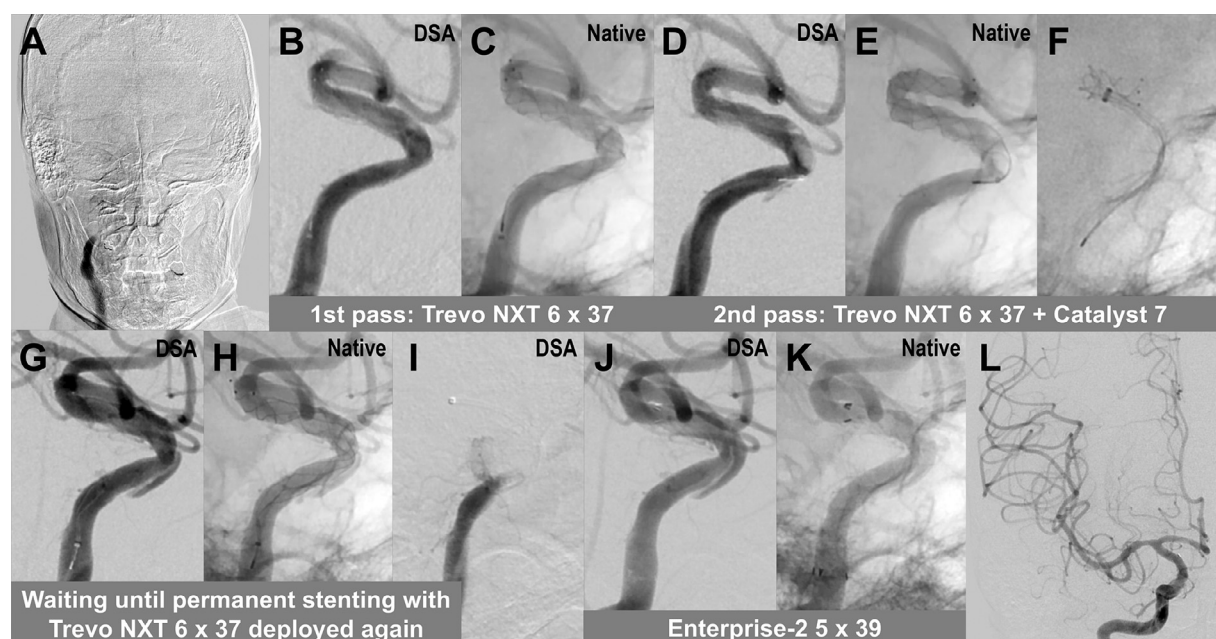 A
B
DSA
C
Native
D
DSA
E
Native
F
1st pass: Trevo NXT 6 x 37
2nd pass: Trevo NXT 6 x 37 + Catalyst 7
G
DSA
H
Native
I
DSA
J
DSA
K
Native
L
Waiting until permanent stenting with
Trevo NXT 6 x 37 deployed again
Enterprise-2 5 x 39